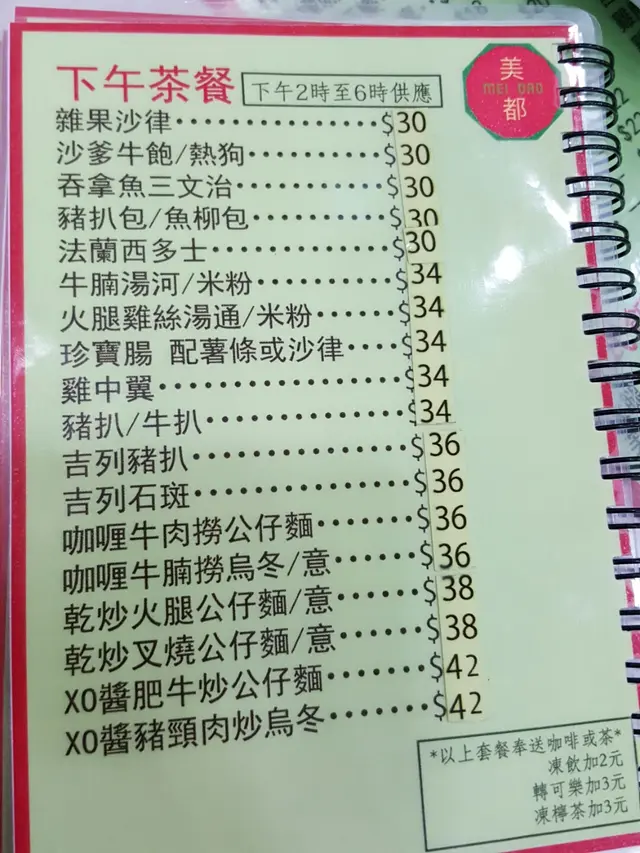 下午茶餐 下午2時至6時供應
美
MEI DAO
都
雜果沙律··············$30
沙爹牛飽/熱狗··········$30
吞拿魚三文治···········$30
豬扒包/魚柳包··········$30
法蘭西多士·············$30
牛腩湯河/米粉··········$34
火腿雞絲湯通/米粉······$34
珍寶腸 配薯條或沙律····$34
雞中翼·················$34
豬扒/牛扒··············$34
吉列豬扒···············$36
吉列石斑···············$36
咖喱牛肉撈公仔麵·······$36
咖喱牛腩撈烏冬/意······$36
乾炒火腿公仔麵/意······$38
乾炒叉燒公仔麵/意······$38
XO醬肥牛炒公仔麵·······$42
XO醬豬頸肉炒烏冬·······$42
*以上套餐奉送咖啡或茶*
凍飲加2元
轉可樂加3元
凍檸茶加3元